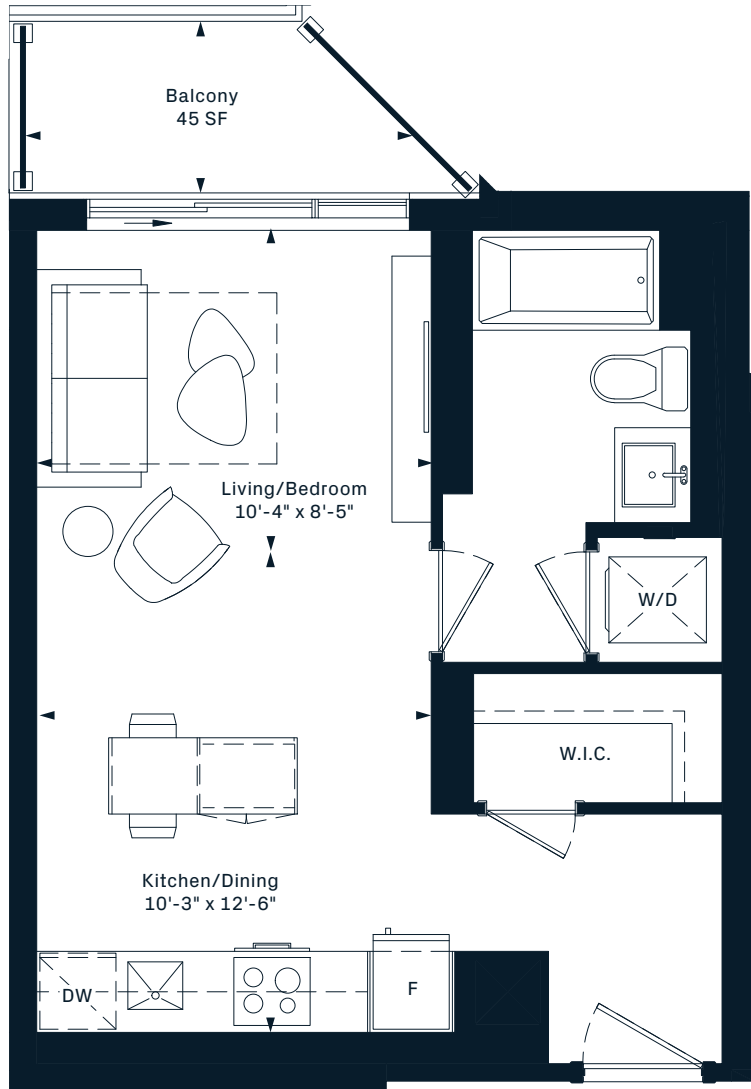 Balcony
45 SF
Living/Bedroom
10'-4" x 8'-5"
W/D
W.I.C.
Kitchen/Dining
10'-3" x 12'-6"
DW
F